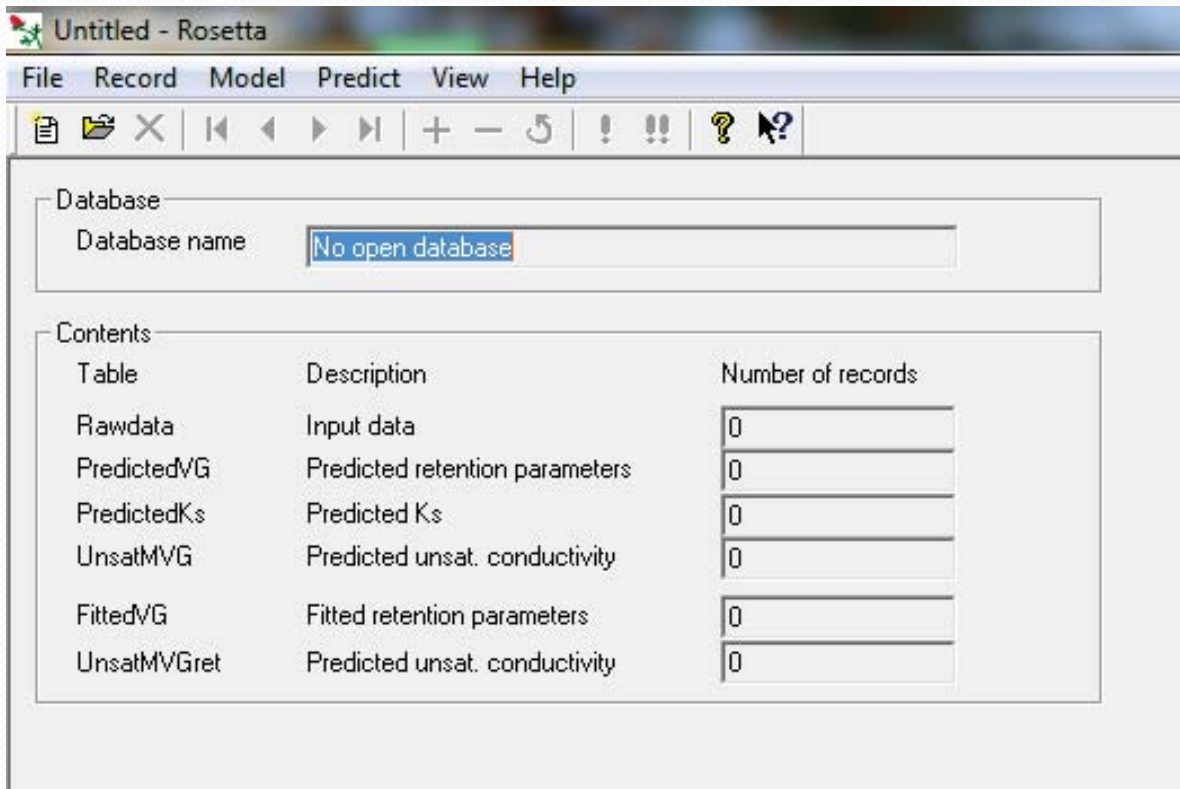 Untitled - Rosetta
File Record Model Predict View Help
Database
Database name No open database
Contents
Table Description Number of records
Rawdata Input data 0
PredictedVG Predicted retention parameters 0
PredictedKs Predicted Ks 0
UnsatMVG Predicted unsat. conductivity 0
FittedVG Fitted retention parameters 0
UnsatMVGret Predicted unsat. conductivity 0